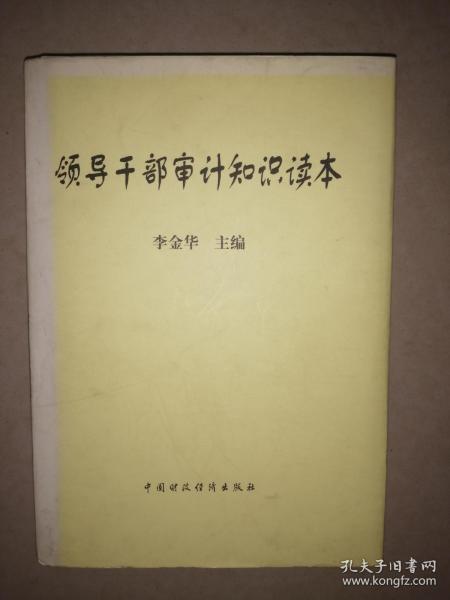 领导干部审计知识读本
李金华 主编
中国财政经济出版社
孔夫子旧书网
www.kongfz.com